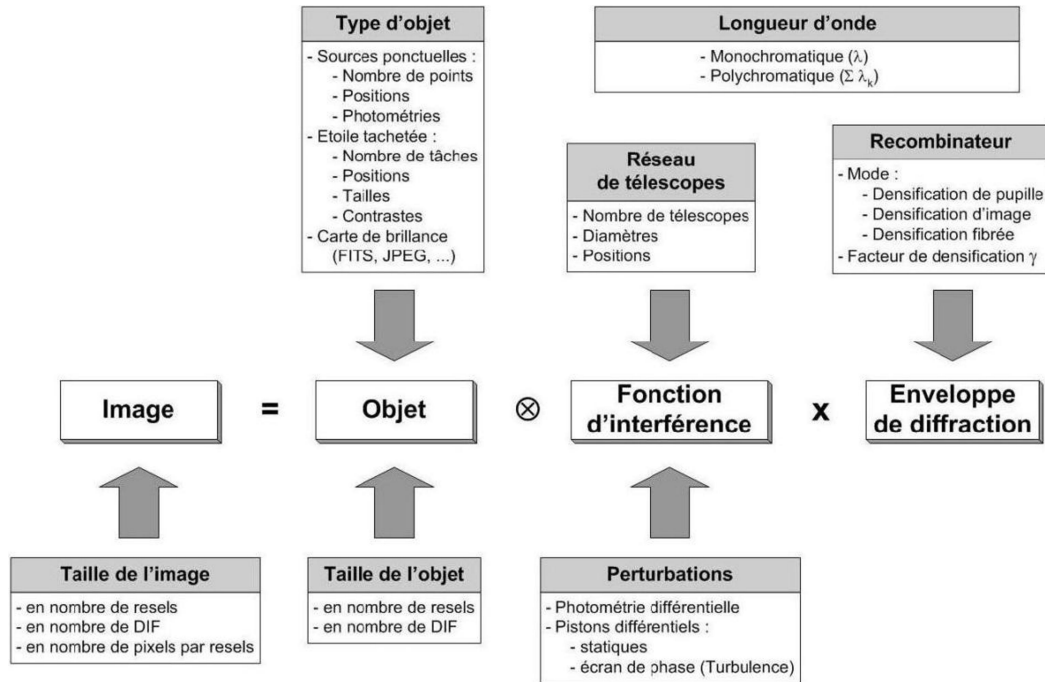 Type d'objet
- Sources ponctuelles :
- Nombre de points
- Positions
- Photométries
- Etoile tachetée :
- Nombre de tâches
- Positions
- Tailles
- Contrastes
- Carte de brillance
(FITS, JPEG, ...)
Longueur d'onde
- Monochromatique (λ)
- Polychromatique (Σ λk)
Réseau
de télescopes
- Nombre de télescopes
- Diamètres
- Positions
Recombinateur
- Mode :
- Densification de pupille
- Densification d'image
- Densification fibrée
- Facteur de densification γ
Image = Objet ⊗ Fonction d'interférence x Enveloppe de diffraction
Taille de l'image
- en nombre de resels
- en nombre de DIF
- en nombre de pixels par resels
Taille de l'objet
- en nombre de resels
- en nombre de DIF
Perturbations
- Photométrie différentielle
- Pistons différentiels :
- statiques
- écran de phase (Turbulence)